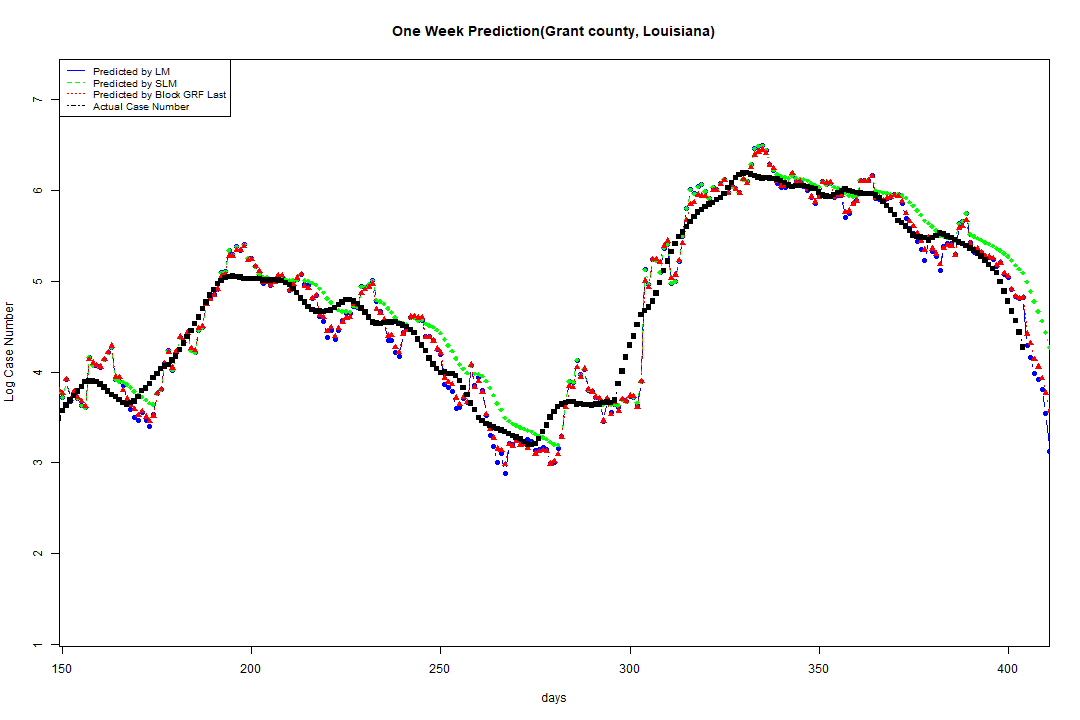 One Week Prediction(Grant county, Louisiana)
Predicted by LM
Predicted by SLM
Predicted by Block GRF Last
Actual Case Number
Log Case Number
7
6
5
4
3
2
1
150 200 250 300 350 400
days